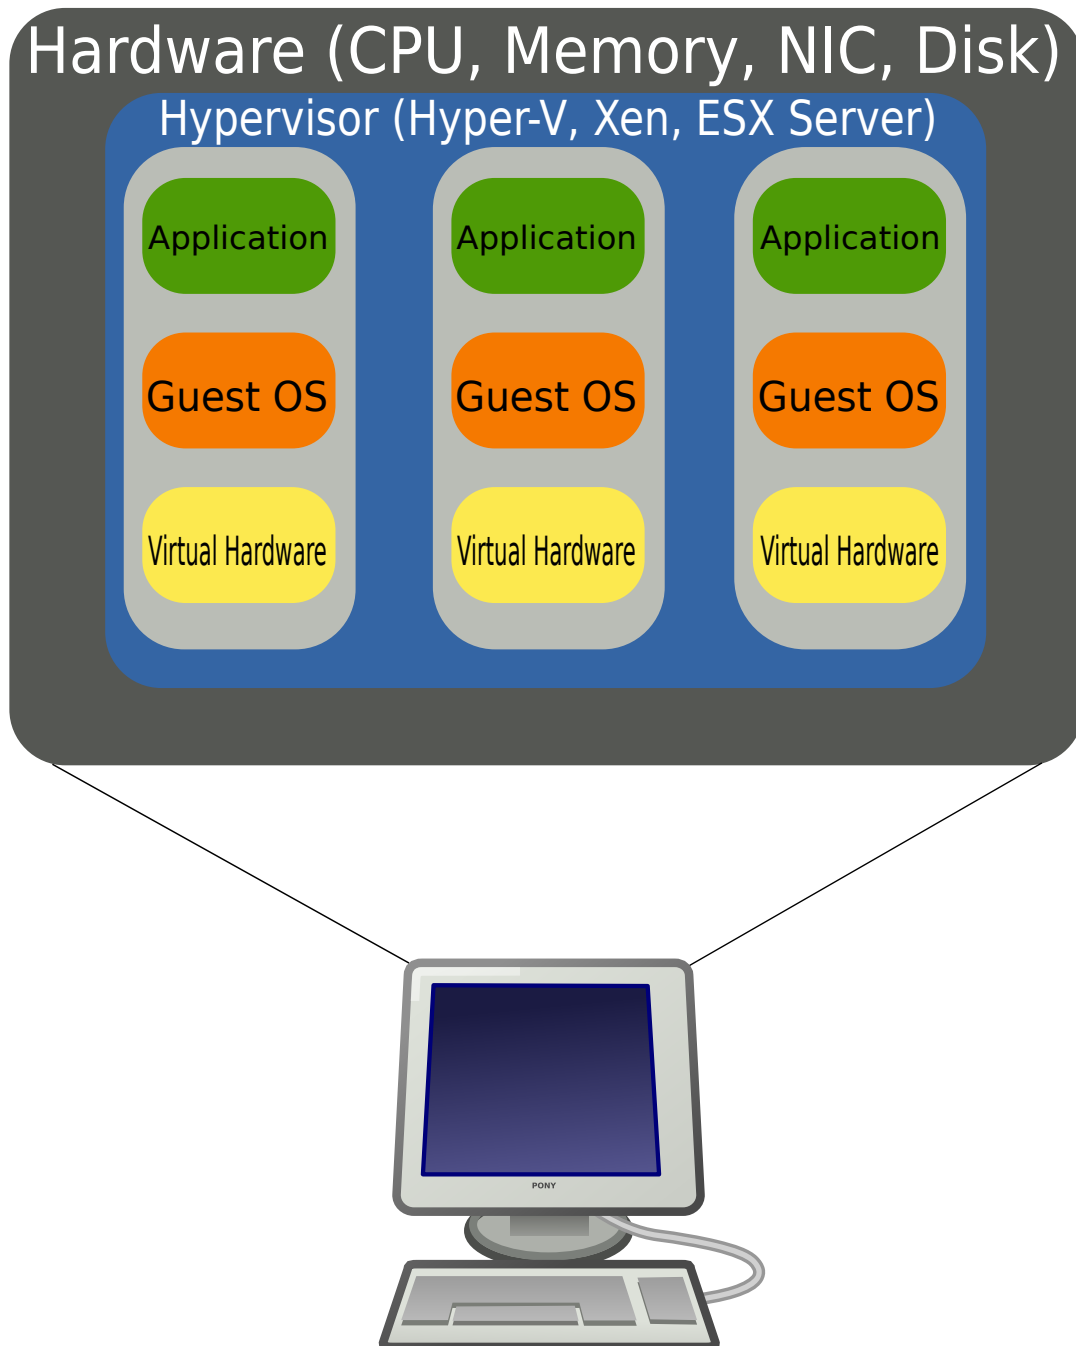 Hardware (CPU, Memory, NIC, Disk)
Hypervisor (Hyper-V, Xen, ESX Server)
Application
Guest OS
Virtual Hardware
Application
Guest OS
Virtual Hardware
Application
Guest OS
Virtual Hardware
PONY